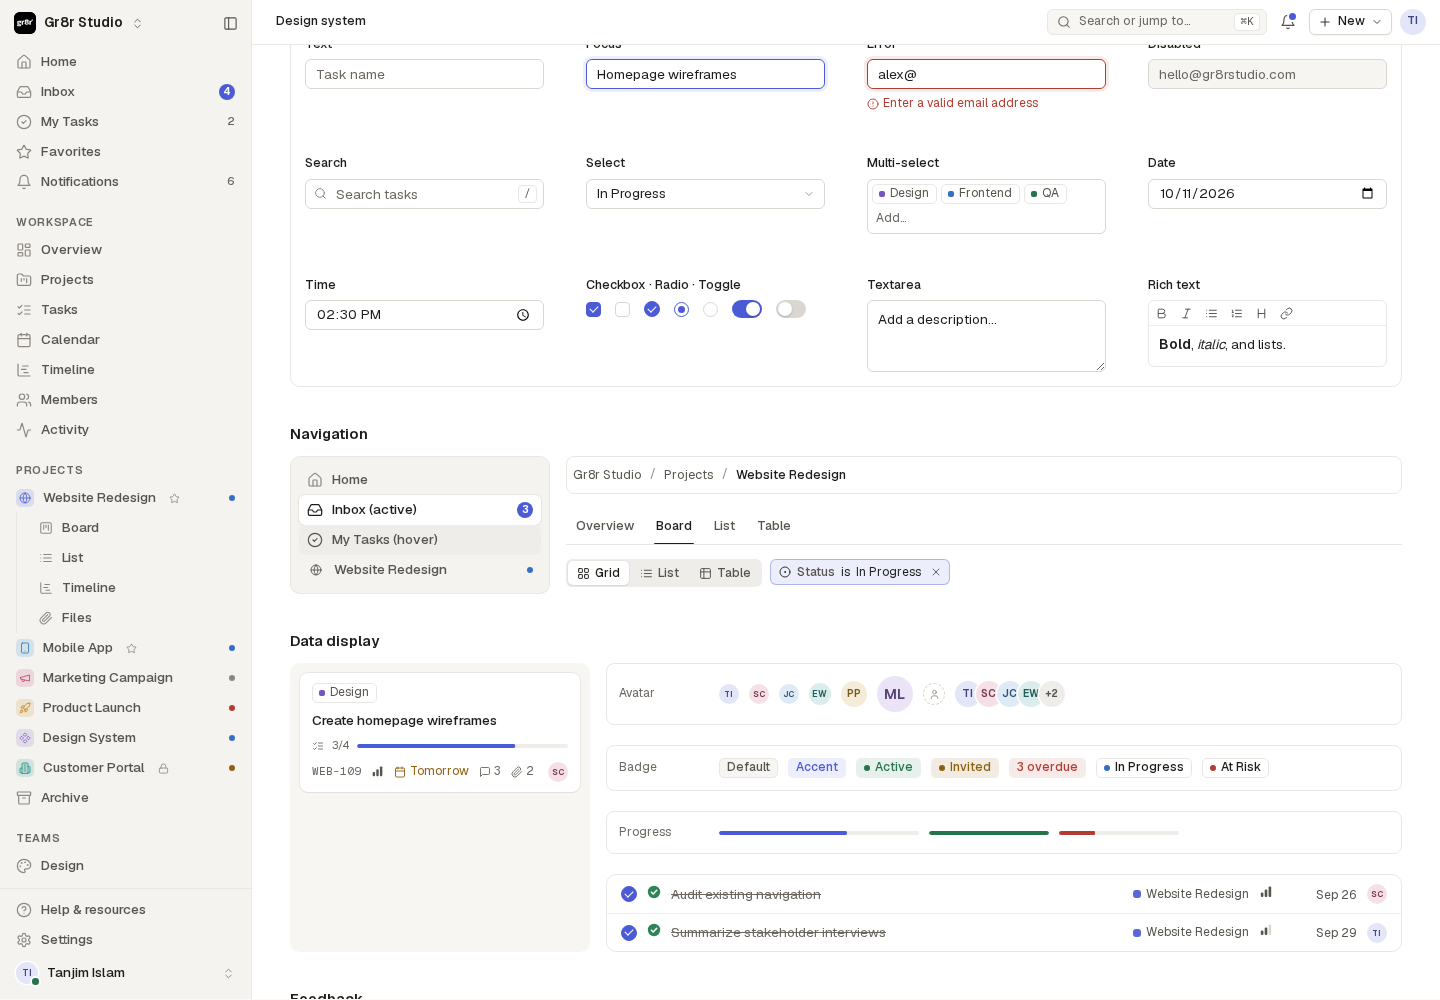 gr8r
Gr8r Studio
Home
Inbox 4
My Tasks 2
Favorites
Notifications 6
WORKSPACE
Overview
Projects
Tasks
Calendar
Timeline
Members
Activity
PROJECTS
Website Redesign
Board
List
Timeline
Files
Mobile App
Marketing Campaign
Product Launch
Design System
Customer Portal
Archive
TEAMS
Design
Help & resources
Settings
TI Tanjim Islam
Design system
Search or jump to... ⌘K
New
TI
Text Focus Error Disabled
Task name Homepage wireframes alex@ hello@gr8rstudio.com
Enter a valid email address
Search Select Multi-select Date
Search tasks / In Progress Design Frontend QA 10/11/2026
Add...
Time Checkbox · Radio · Toggle Textarea Rich text
02:30 PM Add a description... B I H
Bold, italic, and lists.
Navigation
Home
Inbox (active) 3
My Tasks (hover)
Website Redesign
Gr8r Studio / Projects / Website Redesign
Overview Board List Table
Grid List Table Status is In Progress
Data display
Design
Create homepage wireframes
3/4
WEB-109 Tomorrow 3 2 SC
Avatar TI SC JC EW PP ML TI SC JC EW +2
Badge Default Accent Active Invited 3 overdue In Progress At Risk
Progress
Audit existing navigation Website Redesign Sep 26 SC
Summarize stakeholder interviews Website Redesign Sep 29 TI
Feedback